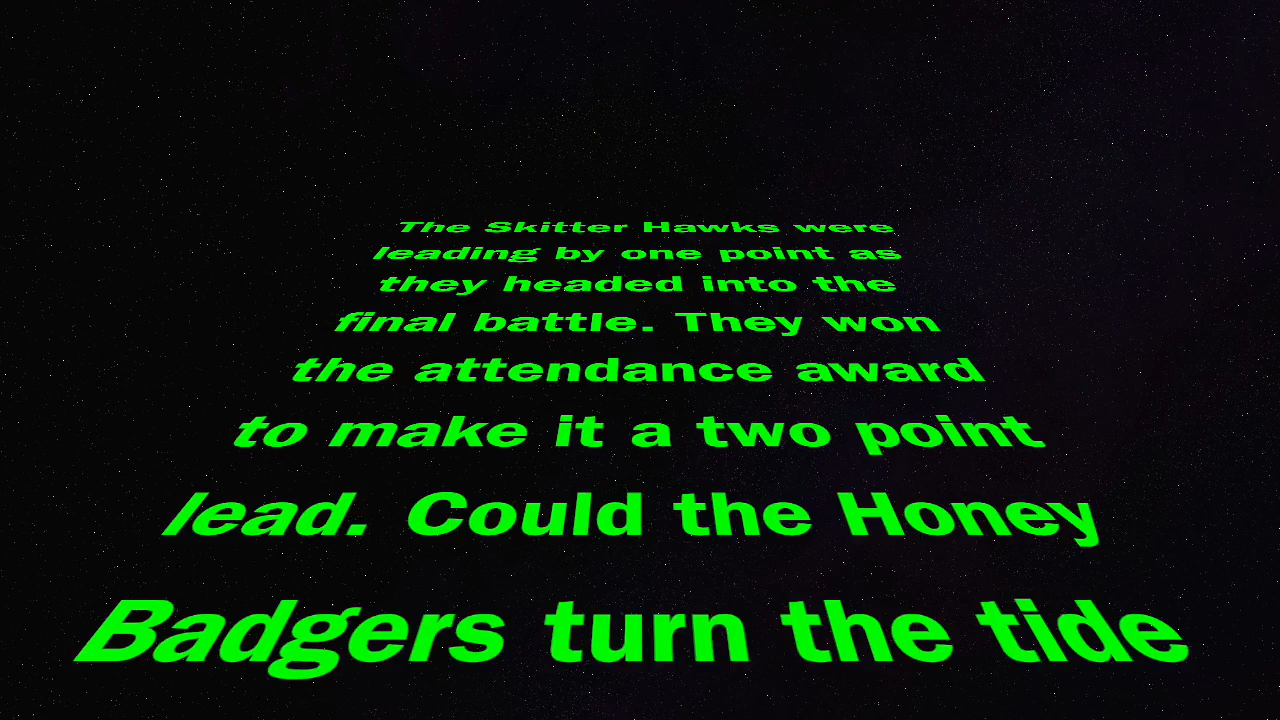 The Skitter Hawks were
leading by one point as
they headed into the
final battle. They won
the attendance award
to make it a two point
lead. Could the Honey
Badgers turn the tide